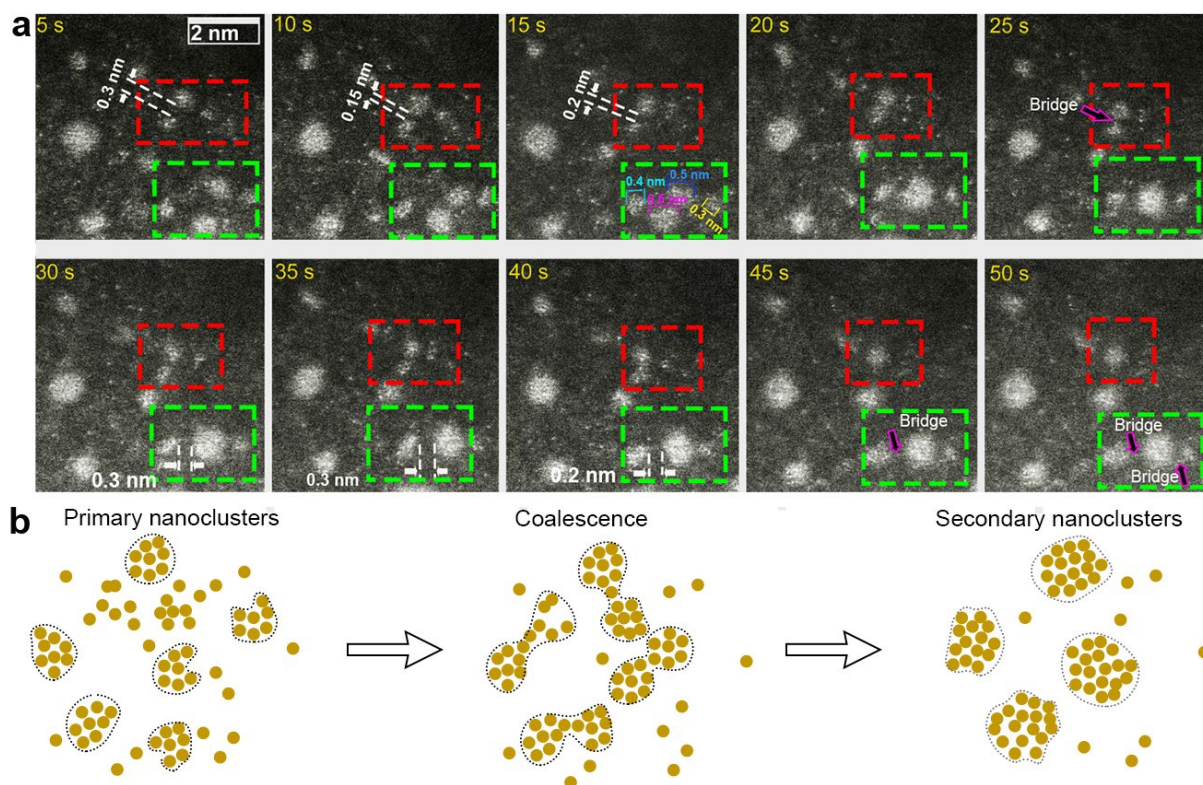 a
5 s
2 nm
10 s
15 s
20 s
25 s
0.3 nm
0.15 nm
0.2 nm
Bridge
0.4 nm
0.5 nm
0.5 nm
0.3 nm
30 s
35 s
40 s
45 s
50 s
Bridge
Bridge
Bridge
0.3 nm
0.3 nm
0.2 nm
b
Primary nanoclusters
Coalescence
Secondary nanoclusters